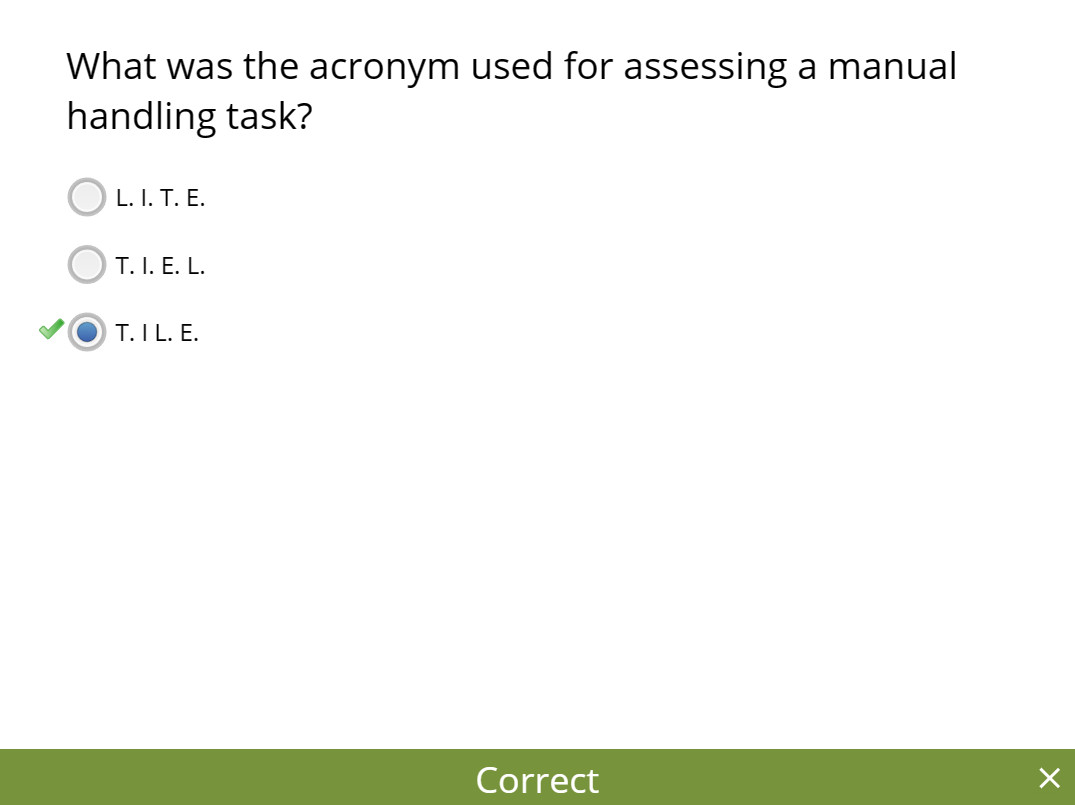 What was the acronym used for assessing a manual
handling task?
L. I. T. E.
T. I. E. L.
T. I L. E.
Correct